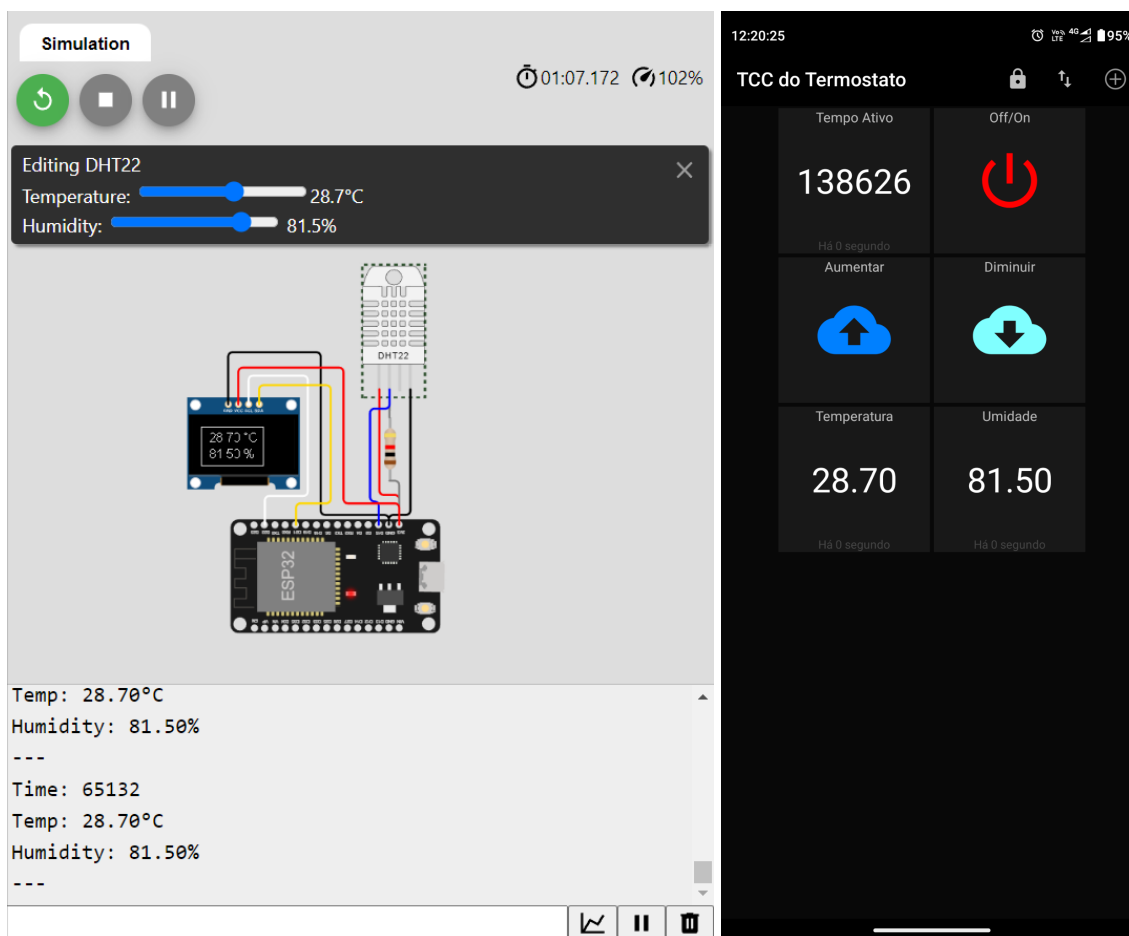 Simulation
01:07.172 102%
Editing DHT22
Temperature: 28.7°C
Humidity: 81.5%
DHT22
28.70 °C
81.50 %
ESP32
Temp: 28.70°C
Humidity: 81.50%
---
Time: 65132
Temp: 28.70°C
Humidity: 81.50%
---
12:20:25
4G 95%
TCC do Termostato
Tempo Ativo
Off/On
138626
Há 0 segundo
Aumentar
Diminuir
Temperatura
Umidade
28.70
81.50
Há 0 segundo
Há 0 segundo